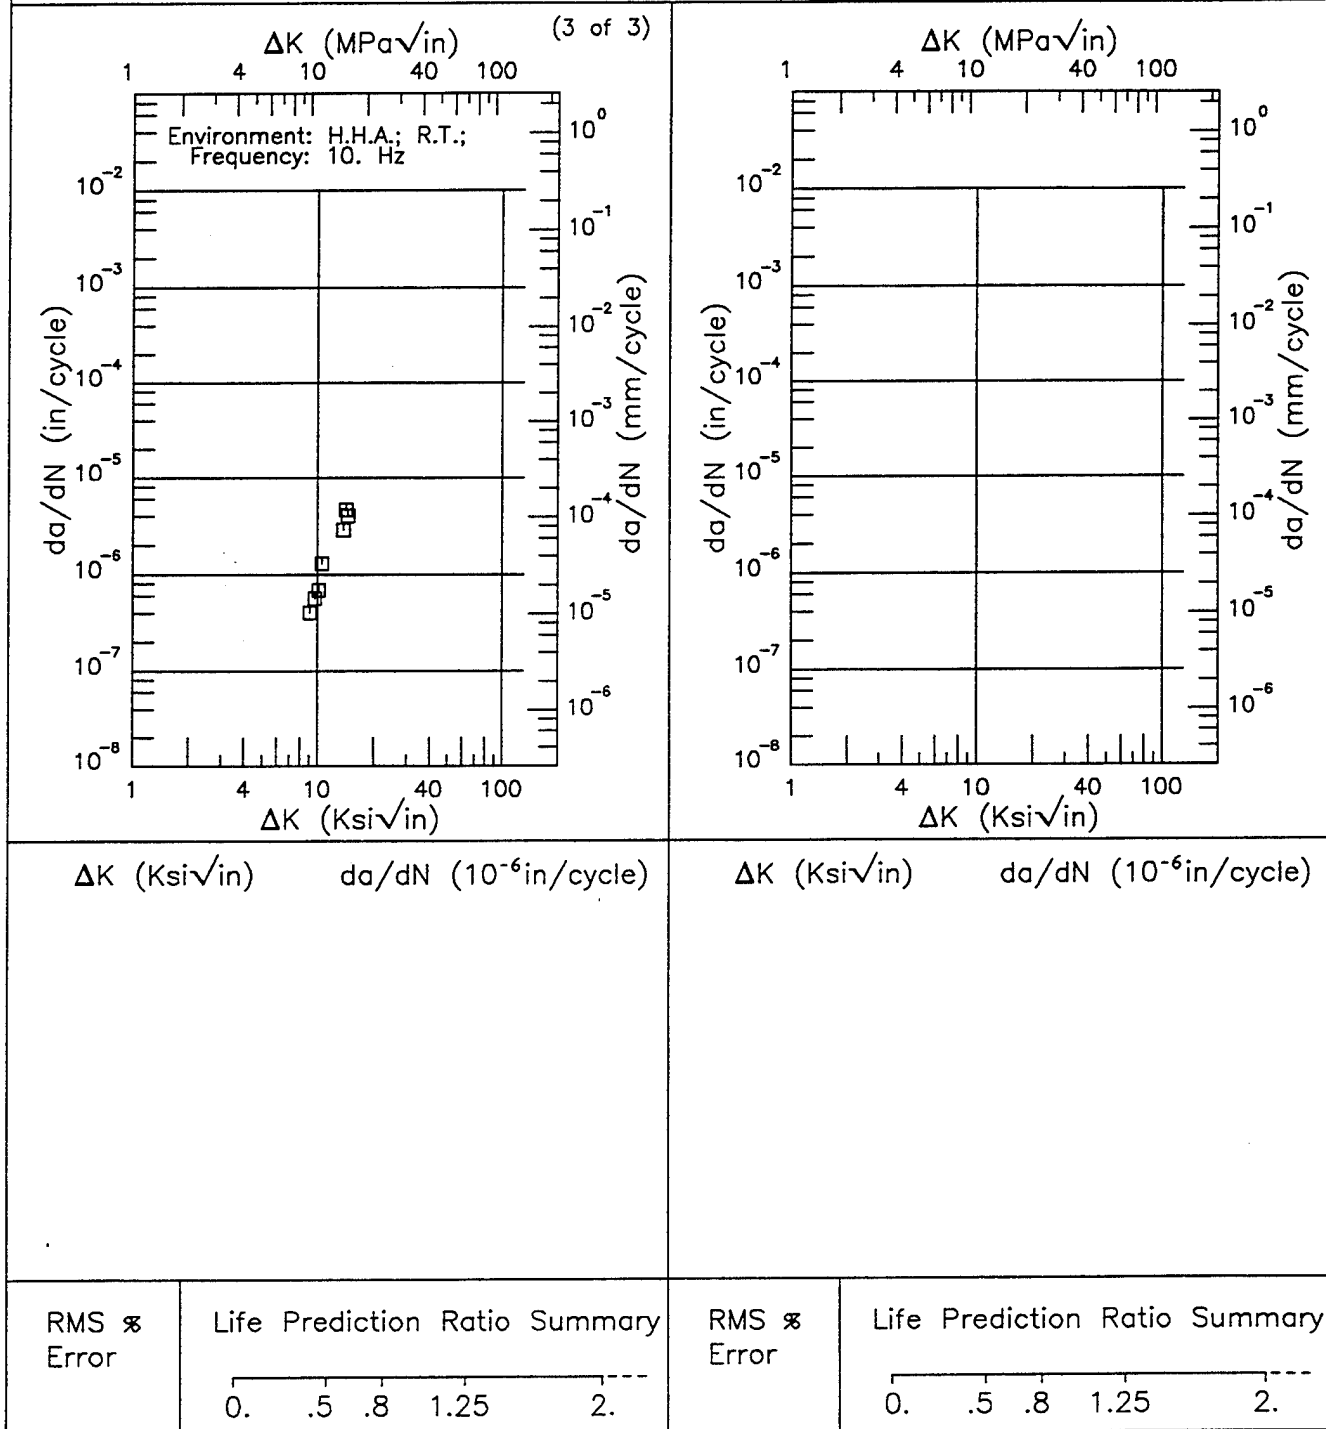 (3 of 3)
ΔK (MPa√in)
1 4 10 40 100
Environment: H.H.A.; R.T.;
Frequency: 10. Hz
da/dN (in/cycle)
10⁻²
10⁻³
10⁻⁴
10⁻⁵
10⁻⁶
10⁻⁷
10⁻⁸
10⁰
10⁻¹
10⁻²
10⁻³
10⁻⁴
10⁻⁵
10⁻⁶
da/dN (mm/cycle)
1 4 10 40 100
ΔK (Ksi√in)
ΔK (MPa√in)
1 4 10 40 100
da/dN (in/cycle)
10⁻²
10⁻³
10⁻⁴
10⁻⁵
10⁻⁶
10⁻⁷
10⁻⁸
10⁰
10⁻¹
10⁻²
10⁻³
10⁻⁴
10⁻⁵
10⁻⁶
da/dN (mm/cycle)
1 4 10 40 100
ΔK (Ksi√in)
ΔK (Ksi√in) da/dN (10⁻⁶in/cycle)
ΔK (Ksi√in) da/dN (10⁻⁶in/cycle)
RMS %
Error
Life Prediction Ratio Summary
0. .5 .8 1.25 2.
RMS %
Error
Life Prediction Ratio Summary
0. .5 .8 1.25 2.